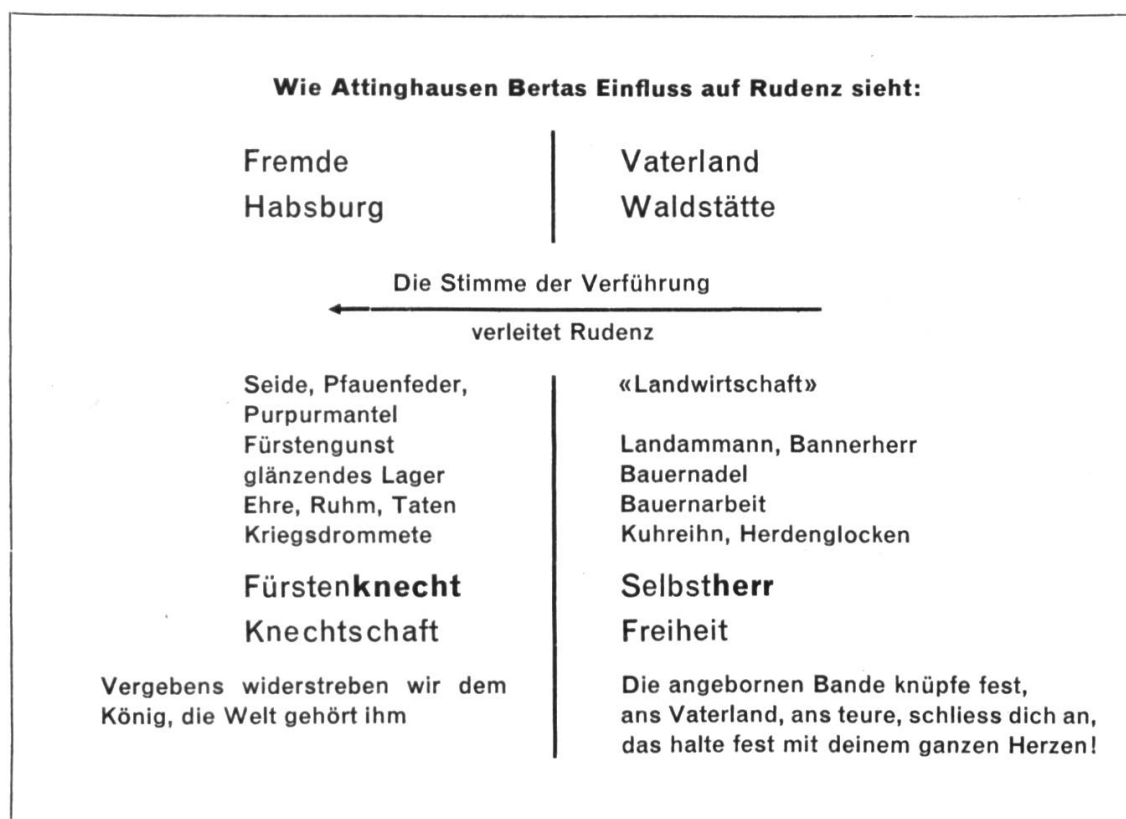 Wie Attinghausen Bertas Einfluss auf Rudenz sieht:
Fremde
Habsburg
Vaterland
Waldstätte
Die Stimme der Verführung
verleitet Rudenz
Seide, Pfauenfeder,
Purpurmantel
Fürstengunst
glänzendes Lager
Ehre, Ruhm, Taten
Kriegsdrommete
Fürstenknecht
Knechtschaft
Vergebens widerstreben wir dem
König, die Welt gehört ihm
«Landwirtschaft»
Landammann, Bannerherr
Bauernadel
Bauernarbeit
Kuhreihn, Herdenglocken
Selbstherr
Freiheit
Die angebornen Bande knüpfe fest,
ans Vaterland, ans teure, schliess dich an,
das halte fest mit deinem ganzen Herzen!